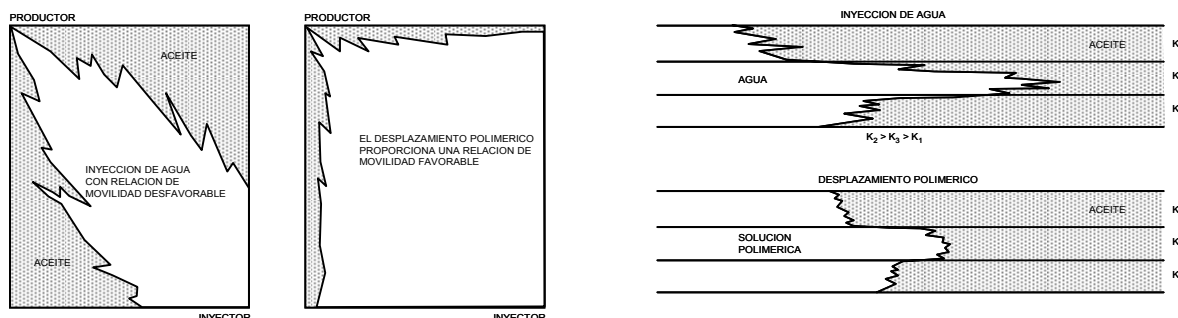 PRODUCTOR
ACEITE
INYECCION DE AGUA
CON RELACION DE
MOVILIDAD DESFAVORABLE
ACEITE
INYECTOR
PRODUCTOR
EL DESPLAZAMIENTO POLIMERICO
PROPORCIONA UNA RELACION DE
MOVILIDAD FAVORABLE
INYECTOR
INYECCION DE AGUA
ACEITE
K
AGUA
K
K
K2 > K3 > K1
DESPLAZAMIENTO POLIMERICO
ACEITE
K
SOLUCION
POLIMERICA
K
K